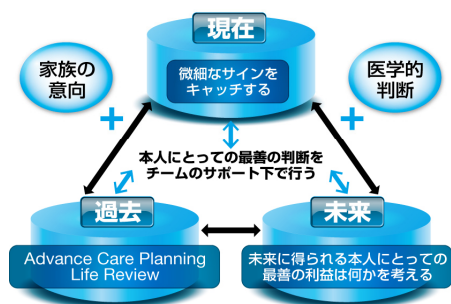 現在
家族の
意向
微細なサインを
キャッチする
医学的
判断
+
+
本人にとっての最善の判断を
チームのサポート下で行う
過去
未来
Advance Care Planning
Life Review
未来に得られる本人にとっての
最善の利益は何かを考える